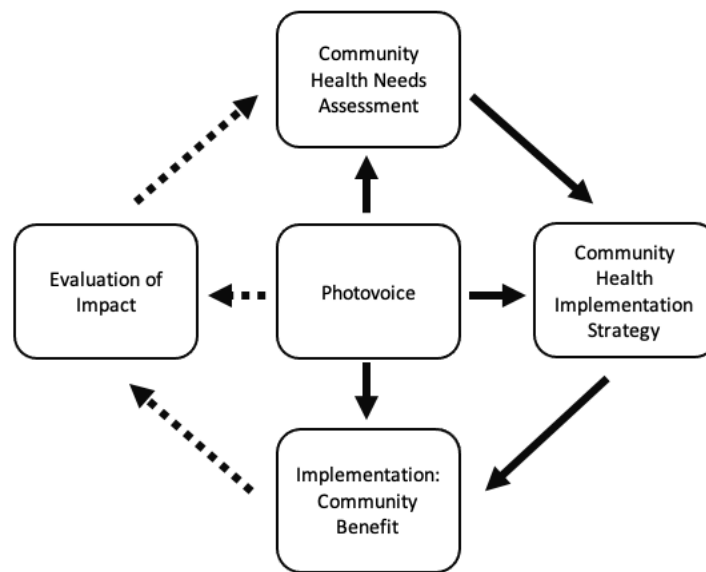 Community
Health Needs
Assessment
Evaluation of
Impact
Photovoice
Community
Health
Implementation
Strategy
Implementation:
Community
Benefit